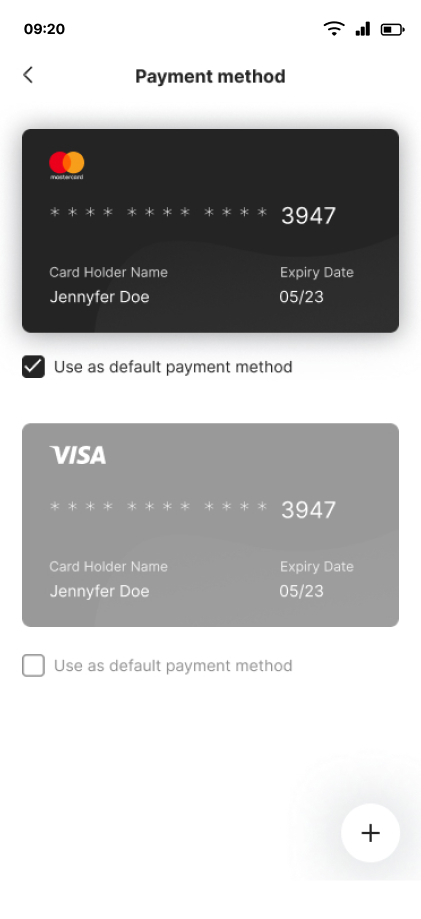 09:20
Payment method
mastercard
* * * * * * * * * * * * 3947
Card Holder Name Expiry Date
Jennyfer Doe 05/23
Use as default payment method
VISA
* * * * * * * * * * * * 3947
Card Holder Name Expiry Date
Jennyfer Doe 05/23
Use as default payment method
+